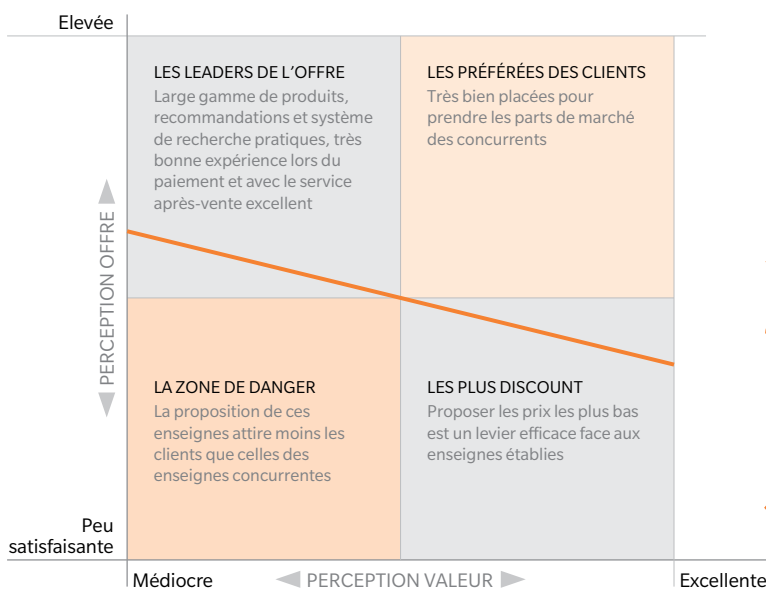 Elevée
LES LEADERS DE L'OFFRE
Large gamme de produits,
recommandations et système
de recherche pratiques, très
bonne expérience lors du
paiement et avec le service
après-vente excellent
LES PRÉFÉRÉES DES CLIENTS
Très bien placées pour
prendre les parts de marché
des concurrents
PERCEPTION OFFRE
LA ZONE DE DANGER
La proposition de ces
enseignes attire moins les
clients que celles des
enseignes concurrentes
LES PLUS DISCOUNT
Proposer les prix les plus bas
est un levier efficace face aux
enseignes établies
Peu
satisfaisante
Médiocre
PERCEPTION VALEUR
Excellente